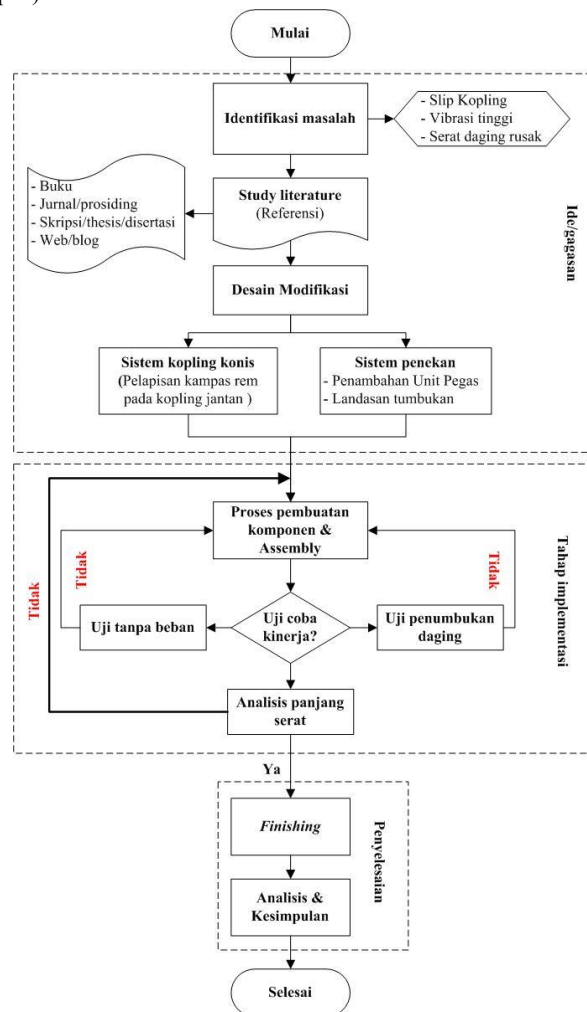 Mulai
Identifikasi masalah
- Slip Kopling
- Vibrasi tinggi
- Serat daging rusak
Study literature
(Referensi)
- Buku
- Jurnal/prosiding
- Skripsi/thesis/disertasi
- Web/blog
Ide/gagasan
Desain Modifikasi
Sistem kopling konis
(Pelapisan kampas rem
pada kopling jantan )
Sistem penekan
- Penambahan Unit Pegas
- Landasan tumbukan
Proses pembuatan
komponen &
Assembly
Tidak
Tidak
Tidak
Tahap implementasi
Uji tanpa beban
Uji coba
kinerja?
Uji penumbukan
daging
Analisis panjang
serat
Ya
Finishing
Penyelesaian
Analisis &
Kesimpulan
Selesai